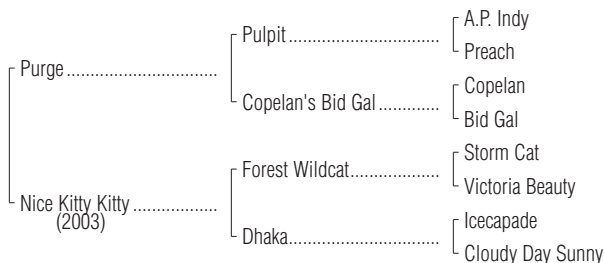 A.P. Indy
Pulpit
Preach
Purge
Copelan
Copelan's Bid Gal
Bid Gal
Storm Cat
Forest Wildcat
Victoria Beauty
Nice Kitty Kitty
(2003)
Icecapade
Dhaka
Cloudy Day Sunny